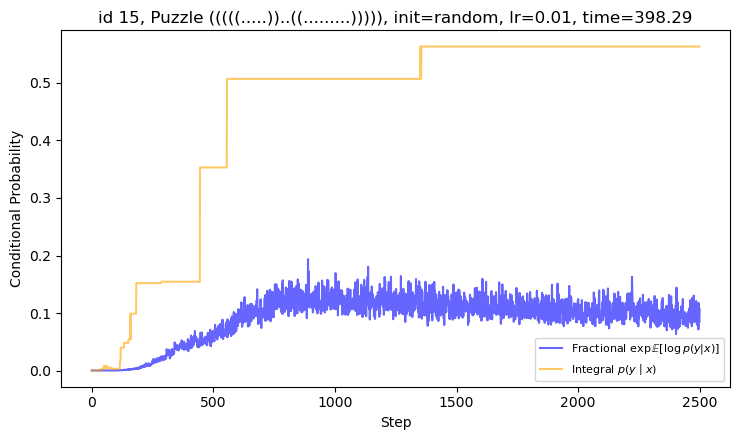 id 15, Puzzle (((((.....))..((.........))))), init=random, lr=0.01, time=398.29
Conditional Probability
0.5
0.4
0.3
0.2
0.1
0.0
Fractional exp𝔼[log p(y|x)]
Integral p(y | x)
0 500 1000 1500 2000 2500
Step